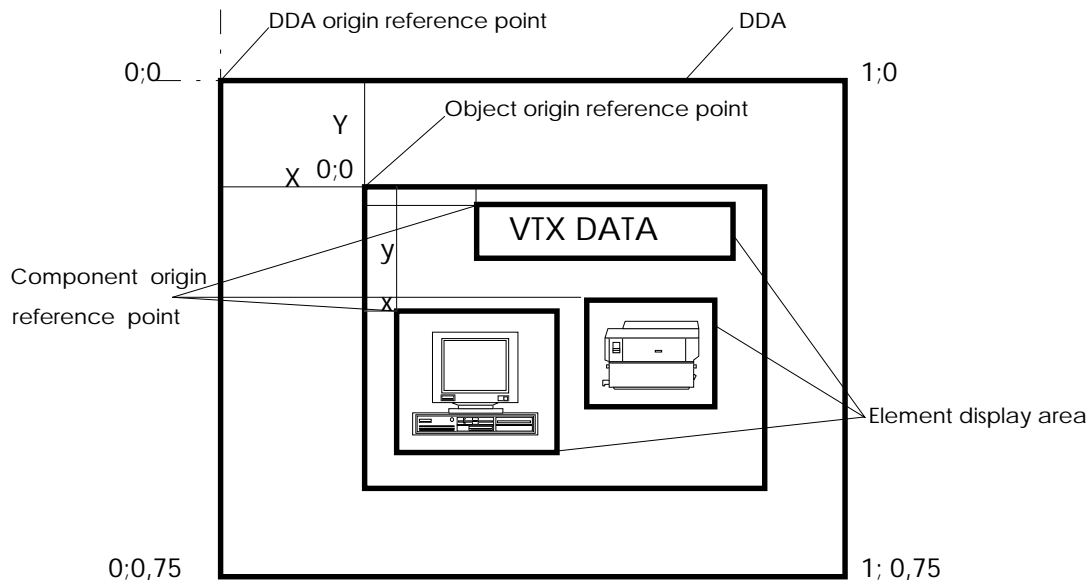 DDA origin reference point
DDA
0;0
1;0
Object origin reference point
Y
0;0
X
VTX DATA
y
Component origin
reference point
x
Element display area
0;0,75
1; 0,75